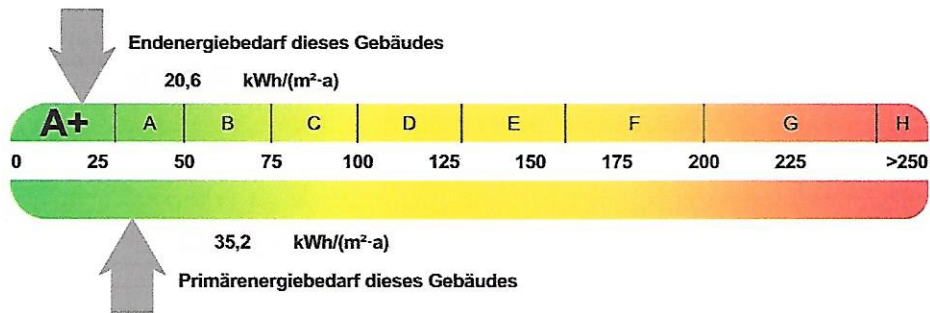 Endenergiebedarf dieses Gebäudes
20,6 kWh/(m²·a)
A+ A B C D E F G H
0 25 50 75 100 125 150 175 200 225 >250
35,2 kWh/(m²·a)
Primärenergiebedarf dieses Gebäudes